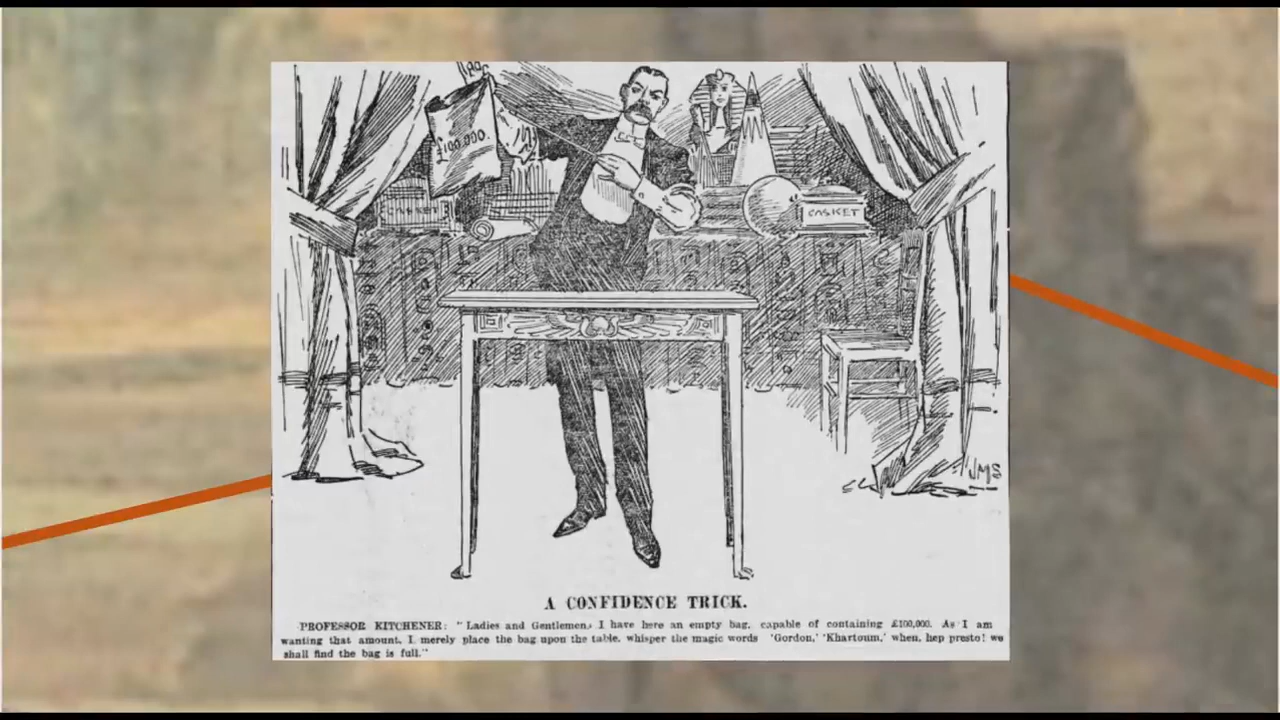 £100,000.
CASKET
CASKET
JMS
A CONFIDENCE TRICK.
PROFESSOR KITCHENER: "Ladies and Gentlemen, I have here an empty bag, capable of containing £100,000. As I am
wanting that amount, I merely place the bag upon the table, whisper the magic words 'Gordon,' 'Khartoum,' when, hep presto! we
shall find the bag is full."